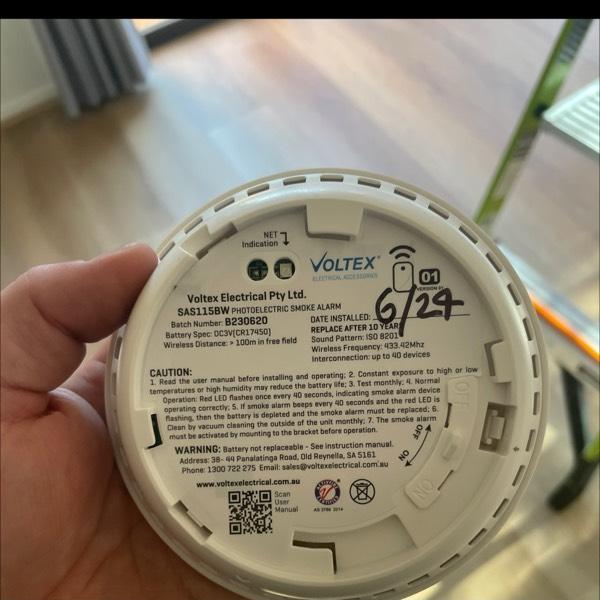 NET
Indication
VOLTEX®
ELECTRICAL ACCESSORIES
01
VERSION 01
Voltex Electrical Pty Ltd.
SAS115BW PHOTOELECTRIC SMOKE ALARM
Batch Number: B230620
Battery Spec: DC3V(CR17450)
Wireless Distance: > 100m in free field
DATE INSTALLED: 6/24
REPLACE AFTER 10 YEAR
Sound Pattern: ISO 8201
Wireless Frequency: 433.42Mhz
Interconnection: up to 40 devices
CAUTION:
1. Read the user manual before installing and operating; 2. Constant exposure to high or low
temperatures or high humidity may reduce the battery life; 3. Test monthly; 4. Normal
Operation: Red LED flashes once every 40 seconds, indicating smoke alarm device
operating correctly; 5. If smoke alarm beeps every 40 seconds and the red LED is
flashing, then the battery is depleted and the smoke alarm must be replaced; 6.
Clean by vacuum cleaning the outside of the unit monthly; 7. The smoke alarm
must be activated by mounting to the bracket before operation.
OFF
OFF
ON
ON
WARNING: Battery not replaceable - See instruction manual.
Address: 38- 44 Panalatinga Road, Old Reynella, SA 5161
Phone: 1300 722 275 Email: sales@voltexelectrical.com.au
www.voltexelectrical.com.au
Scan
User
Manual
AS 3786 2014